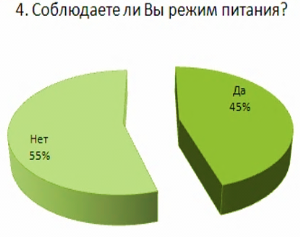 4. Соблюдаете ли Вы режим питания?
Да
45%
Нет
55%